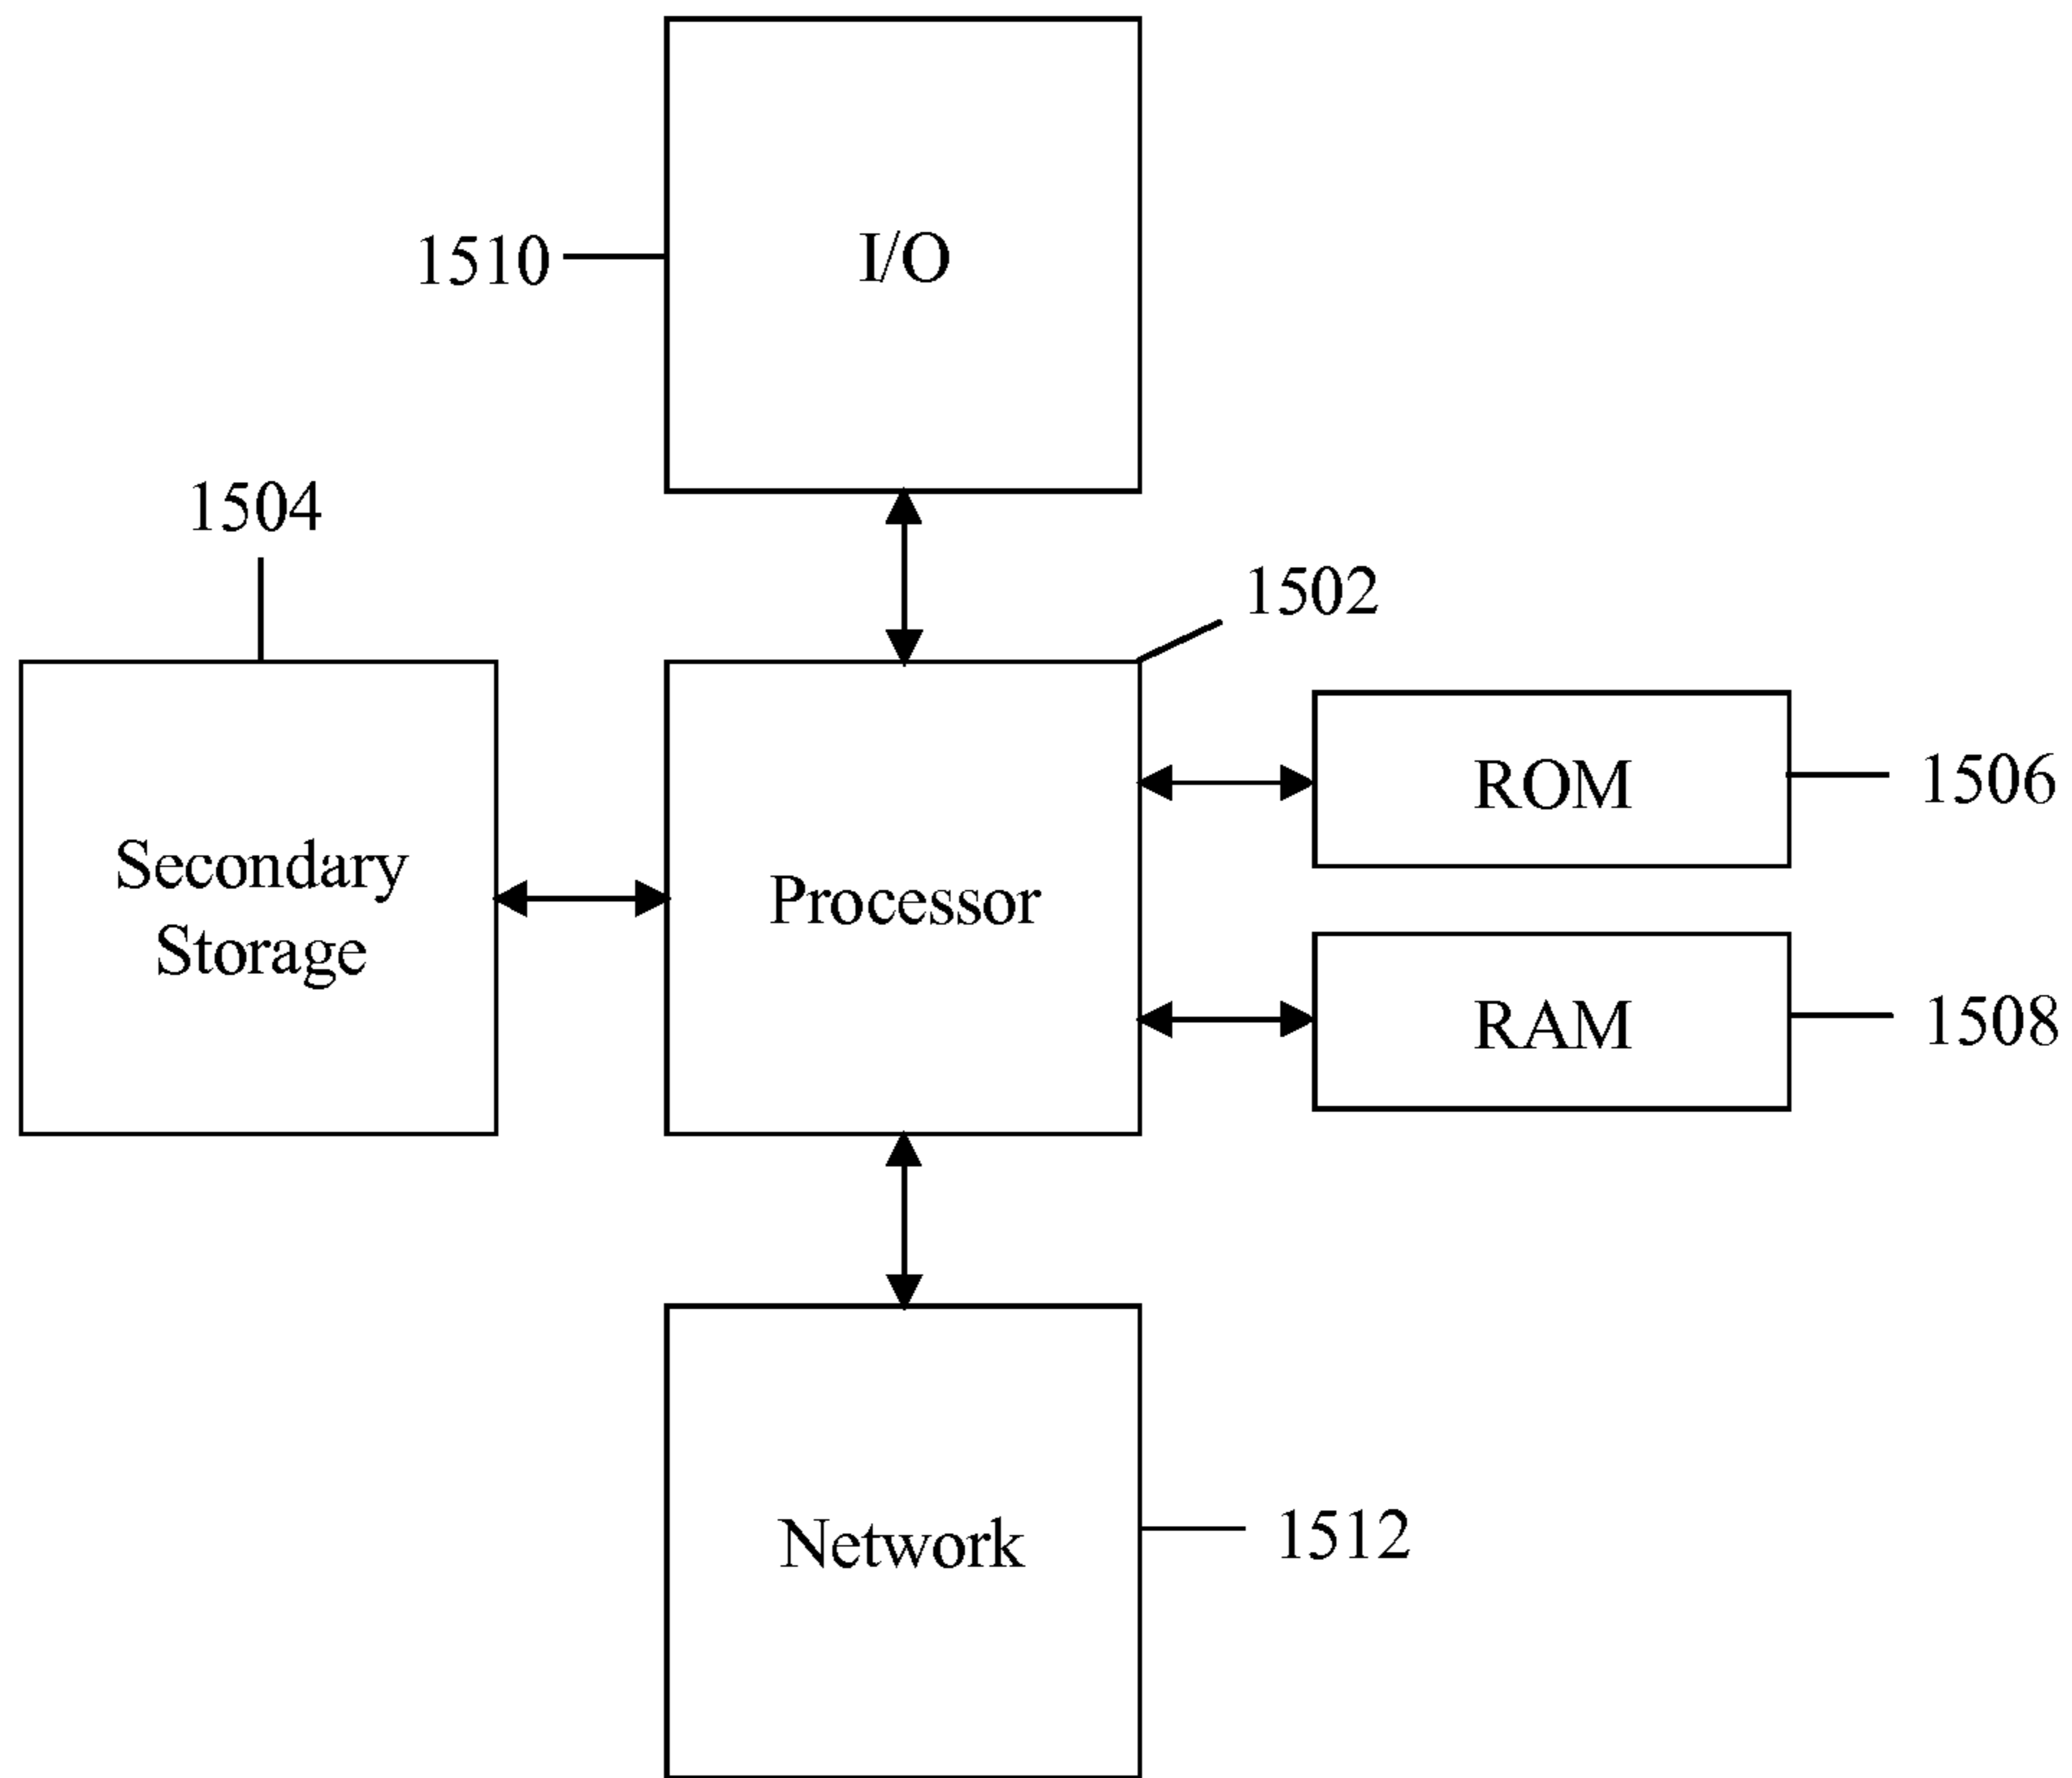 I/O
1510
1504
1502
ROM
1506
Secondary
Storage
Processor
RAM
1508
Network
1512